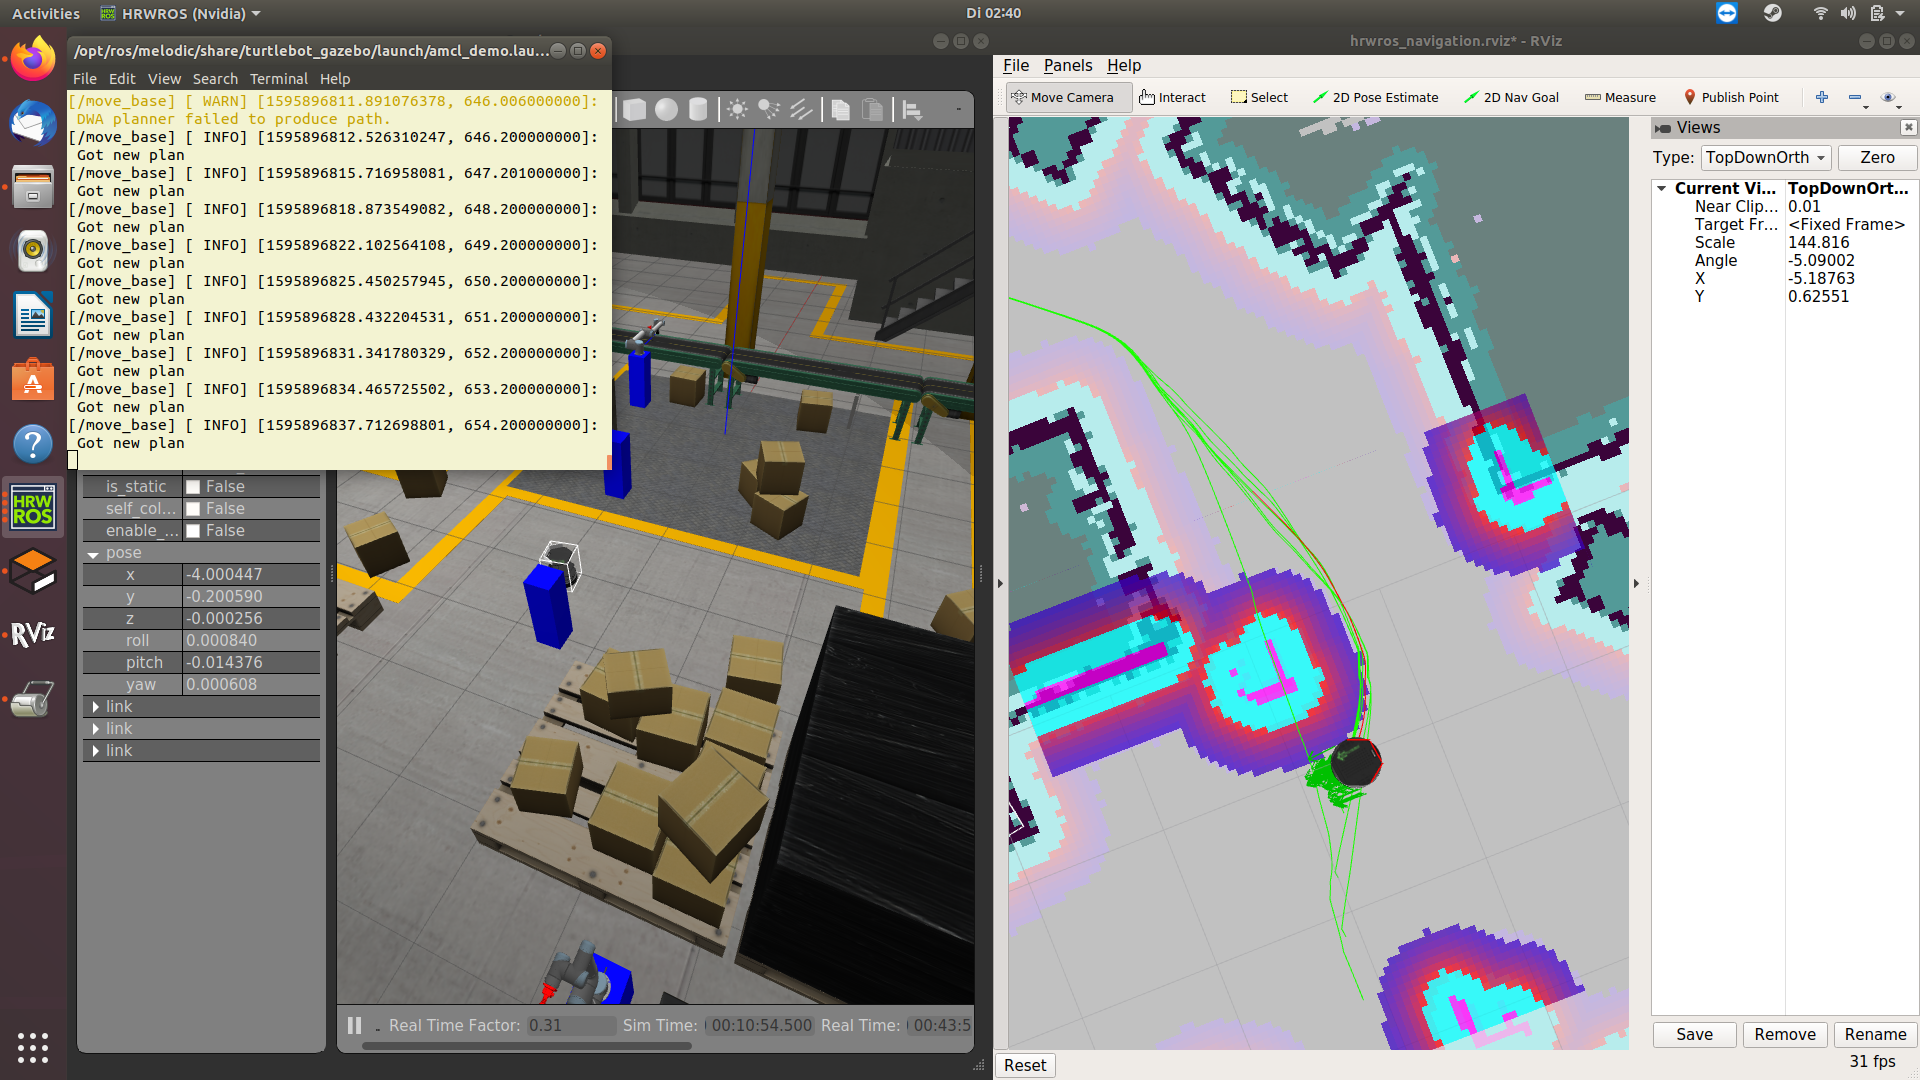 Activities
HRWROS (Nvidia)
Di 02:40
/opt/ros/melodic/share/turtlebot_gazebo/launch/amcl_demo.lau...
File Edit View Search Terminal Help
[/move_base] [ WARN] [1595896811.891076378, 646.006000000]:
DWA planner failed to produce path.
[/move_base] [ INFO] [1595896812.526310247, 646.200000000]:
Got new plan
[/move_base] [ INFO] [1595896815.716958081, 647.201000000]:
Got new plan
[/move_base] [ INFO] [1595896818.873549082, 648.200000000]:
Got new plan
[/move_base] [ INFO] [1595896822.102564108, 649.200000000]:
Got new plan
[/move_base] [ INFO] [1595896825.450257945, 650.200000000]:
Got new plan
[/move_base] [ INFO] [1595896828.432204531, 651.200000000]:
Got new plan
[/move_base] [ INFO] [1595896831.341780329, 652.200000000]:
Got new plan
[/move_base] [ INFO] [1595896834.465725502, 653.200000000]:
Got new plan
[/move_base] [ INFO] [1595896837.712698801, 654.200000000]:
Got new plan
HRW
ROS
RViz
is_static False
self_col... False
enable_... False
pose
x -4.000447
y -0.200590
z -0.000256
roll 0.000840
pitch -0.014376
yaw 0.000608
link
link
link
Real Time Factor: 0.31 Sim Time: 00:10:54.500 Real Time: 00:43:5
hrwros_navigation.rviz* - RViz
File Panels Help
Move Camera Interact Select 2D Pose Estimate 2D Nav Goal Measure Publish Point
Views
Type: TopDownOrth Zero
Current Vi... TopDownOrt...
Near Clip... 0.01
Target Fr... <Fixed Frame>
Scale 144.816
Angle -5.09002
X -5.18763
Y 0.62551
Save Remove Rename
Reset
31 fps